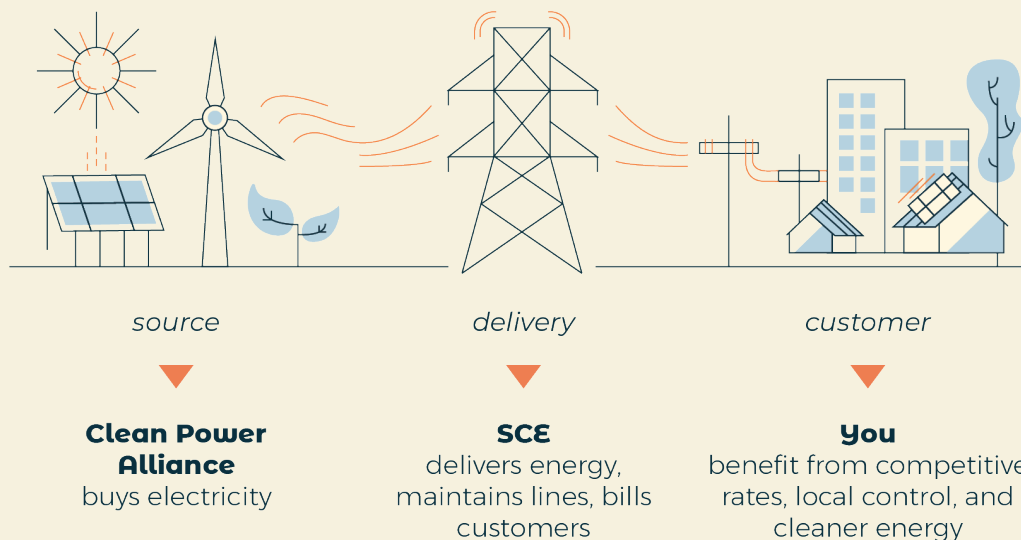 source
delivery
customer
Clean Power
Alliance
buys electricity
SCE
delivers energy,
maintains lines, bills
customers
You
benefit from competitive
rates, local control, and
cleaner energy